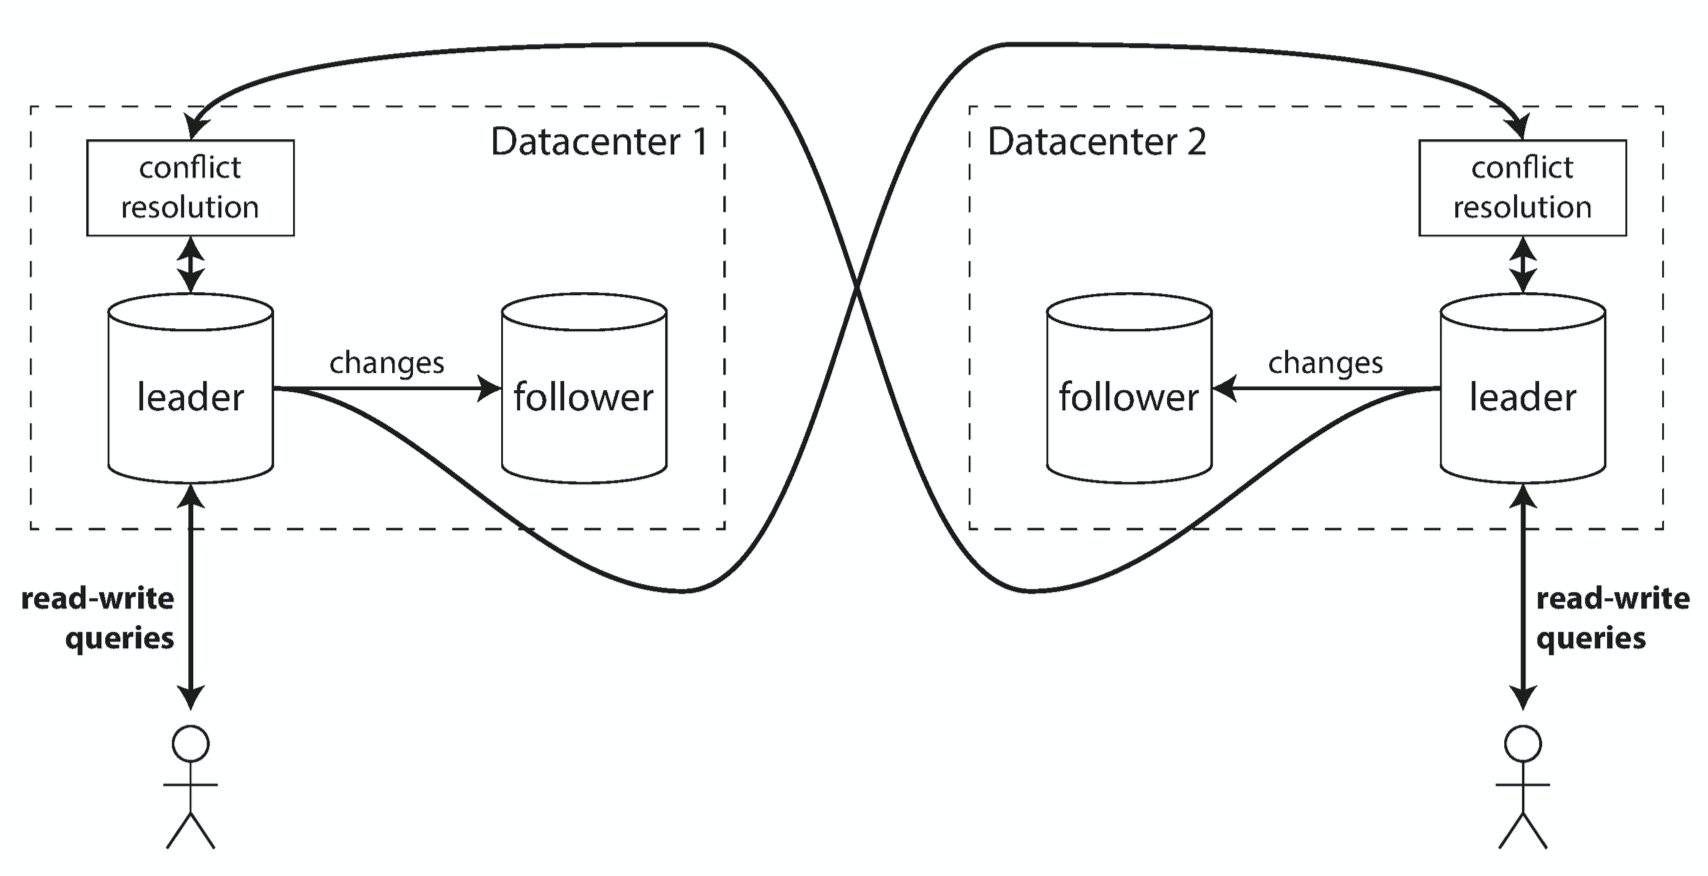 Datacenter 1
conflict
resolution
changes
leader
follower
read-write
queries
Datacenter 2
conflict
resolution
changes
follower
leader
read-write
queries